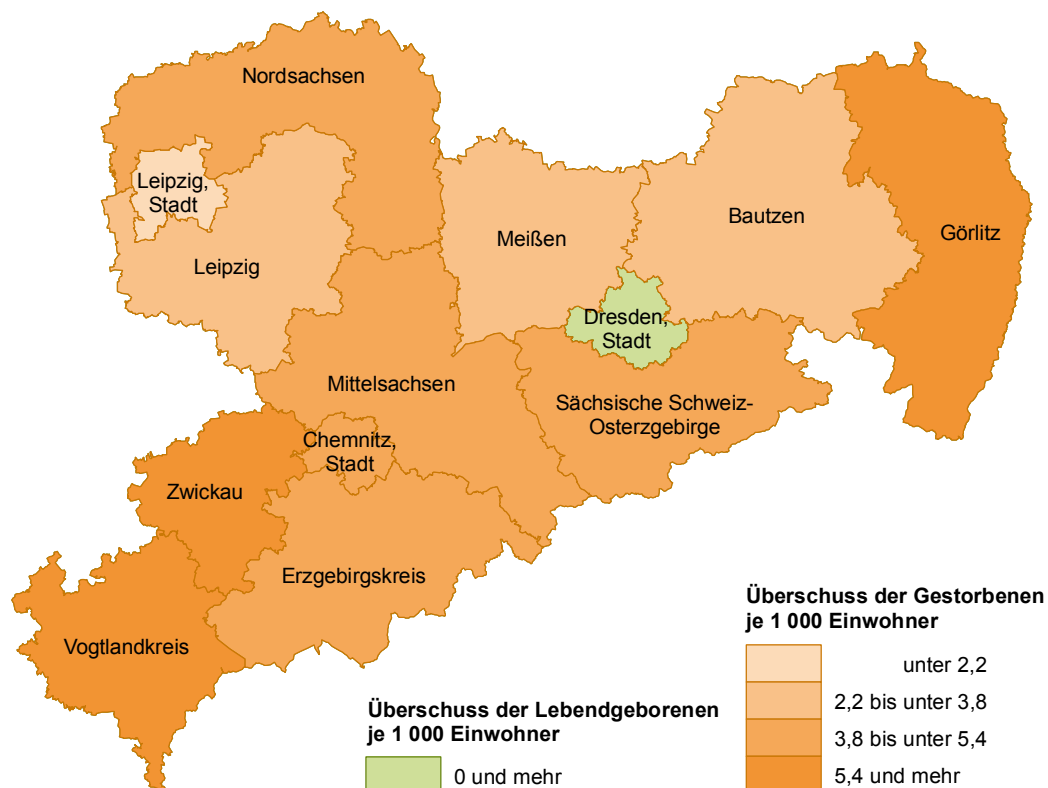 Nordsachsen
Leipzig,
Stadt
Leipzig
Meißen
Bautzen
Görlitz
Dresden,
Stadt
Mittelsachsen
Sächsische Schweiz-
Osterzgebirge
Chemnitz,
Stadt
Zwickau
Erzgebirgskreis
Vogtlandkreis
Überschuss der Lebendgeborenen
je 1 000 Einwohner
0 und mehr
Überschuss der Gestorbenen
je 1 000 Einwohner
unter 2,2
2,2 bis unter 3,8
3,8 bis unter 5,4
5,4 und mehr